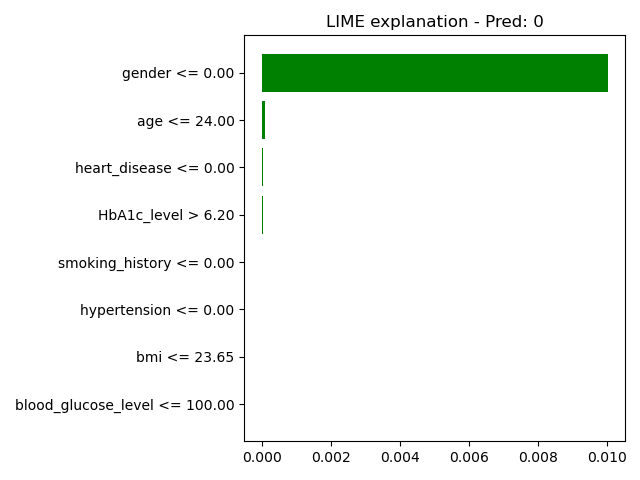 LIME explanation - Pred: 0
gender <= 0.00
age <= 24.00
heart_disease <= 0.00
HbA1c_level > 6.20
smoking_history <= 0.00
hypertension <= 0.00
bmi <= 23.65
blood_glucose_level <= 100.00
0.000 0.002 0.004 0.006 0.008 0.010